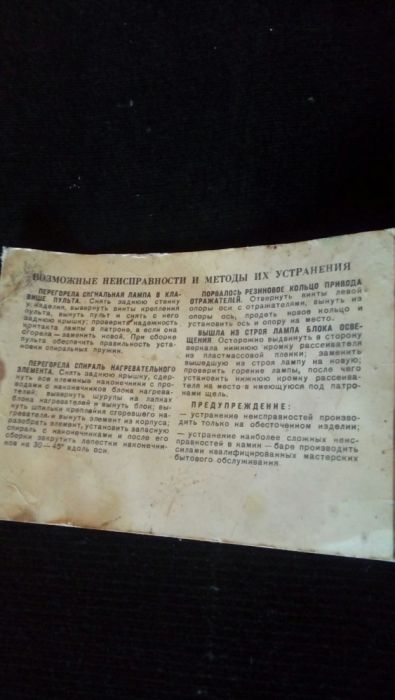 ВОЗМОЖНЫЕ НЕИСПРАВНОСТИ И МЕТОДЫ ИХ УСТРАНЕНИЯ
ПЕРЕГОРЕЛА СИГНАЛЬНАЯ ЛАМПА В КЛА-
ВИШЕ ПУЛЬТА. Снять заднюю стенку
у изделия, вывернуть винты крепления
пульта, вынуть пульт и снять с него
заднюю крышку; проверить надежность
контакта лампы в патроне, а если она
сгорела — заменить новой. При сборке
пульта обеспечить правильность уста-
новки спиральных пружин.
ПЕРЕГОРЕЛА СПИРАЛЬ НАГРЕВАТЕЛЬНОГО
ЭЛЕМЕНТА. Снять заднюю крышку, сдер-
нуть все клеммные наконечники с про-
водами с наконечников блока нагрева-
телей; вывернуть шурупы на лапках
блока нагревателей и вынуть блок; вы-
нуть шпильки крепления сгоревшего на-
гревателя и вынуть элемент из корпуса;
разобрать элемент, установить запасную
спираль с наконечниками и после его
сборки закрутить лепестки наконечни-
ков на 30—45° вдоль оси.
ПОРВАЛОСЬ РЕЗИНОВОЕ КОЛЬЦО ПРИВОДА
ОТРАЖАТЕЛЕЙ. Отвернуть винты левой
опоры оси с отражателями, вынуть из
опоры ось, продеть новое кольцо и
установить ось и опору на место.
ВЫШЛА ИЗ СТРОЯ ЛАМПА БЛОКА ОСВЕ-
ЩЕНИЯ. Осторожно выдвинуть в сторону
зеркала нижнюю кромку рассеивателя
из пластмассовой пленки; заменить
вышедшую из строя лампу на новую;
проверить горение лампы, после чего
установить нижнюю кромку рассеива-
теля на место в имеющуюся под патро-
нами щель.
ПРЕДУПРЕЖДЕНИЕ:
— устранение неисправностей произво-
дить только на обесточенном изделии;
— устранение наиболее сложных неис-
правностей в камин — баре производить
силами квалифицированных мастерских
бытового обслуживания.